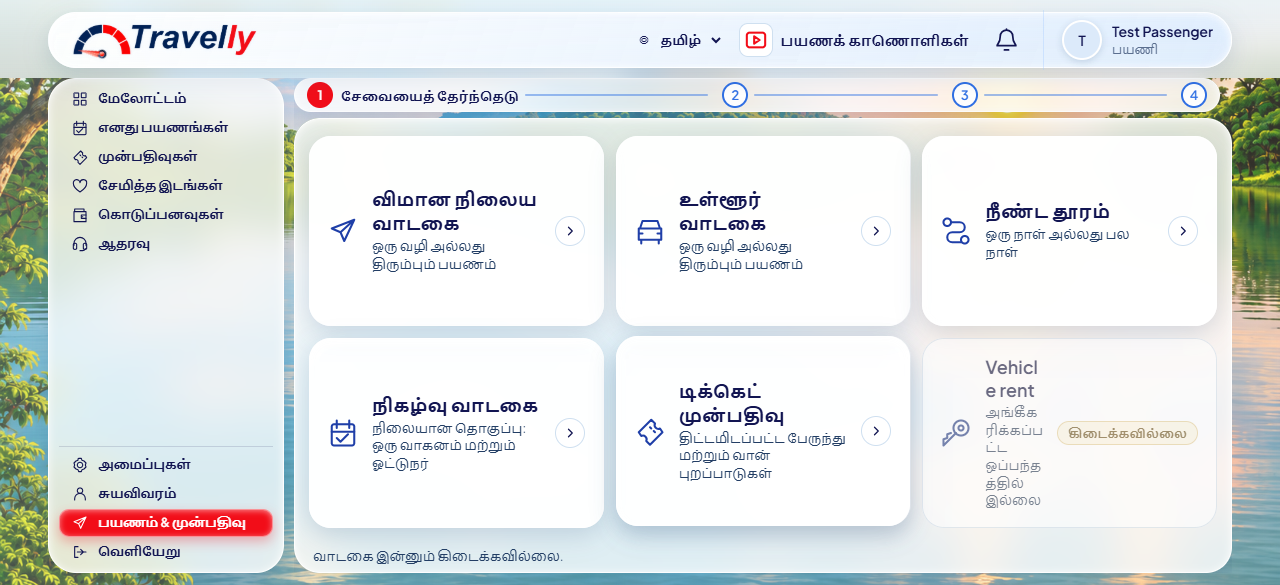 Travelly
தமிழ்
பயணக் காணொளிகள்
T
Test Passenger
பயணி
மேலோட்டம்
எனது பயணங்கள்
முன்பதிவுகள்
சேமித்த இடங்கள்
கொடுப்பனவுகள்
ஆதரவு
அமைப்புகள்
சுயவிவரம்
பயணம் & முன்பதிவு
வெளியேறு
1 சேவையைத் தேர்ந்தெடு
2
3
4
விமான நிலைய
வாடகை
ஒரு வழி அல்லது
திரும்பும் பயணம்
உள்ளூர்
வாடகை
ஒரு வழி அல்லது
திரும்பும் பயணம்
நீண்ட தூரம்
ஒரு நாள் அல்லது பல
நாள்
நிகழ்வு வாடகை
நிலையான தொகுப்பு:
ஒரு வாகனம் மற்றும்
ஓட்டுநர்
டிக்கெட்
முன்பதிவு
திட்டமிடப்பட்ட பேருந்து
மற்றும் வான்
புறப்பாடுகள்
Vehicl
e rent
அங்கீக
ரிக்கப்ப
ட்ட
ஒப்பந்த
த்தில்
இல்லை
கிடைக்கவில்லை
வாடகை இன்னும் கிடைக்கவில்லை.